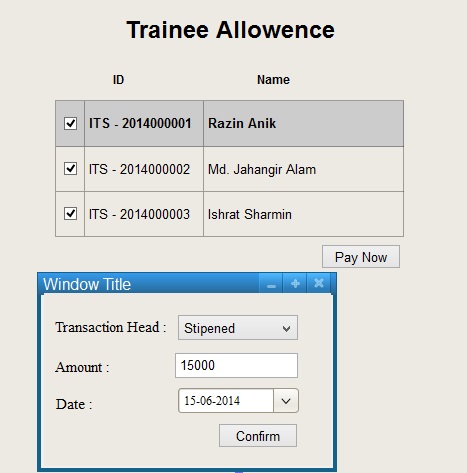 Trainee Allowence
ID Name
ITS - 2014000001 Razin Anik
ITS - 2014000002 Md. Jahangir Alam
ITS - 2014000003 Ishrat Sharmin
Pay Now
Window Title
Transaction Head : Stipened
Amount : 15000
Date : 15-06-2014
Confirm